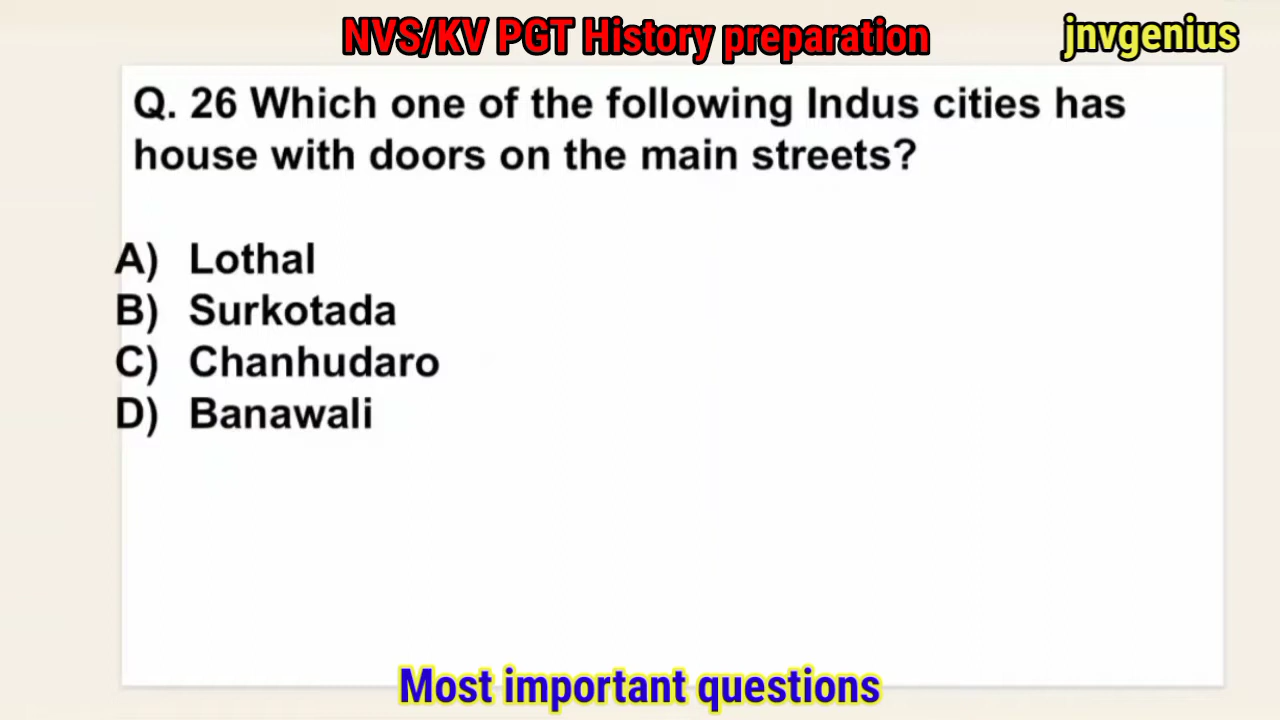 NVS/KV PGT History preparation
jnvgenius
Q. 26 Which one of the following Indus cities has
house with doors on the main streets?
A) Lothal
B) Surkotada
C) Chanhudaro
D) Banawali
Most important questions